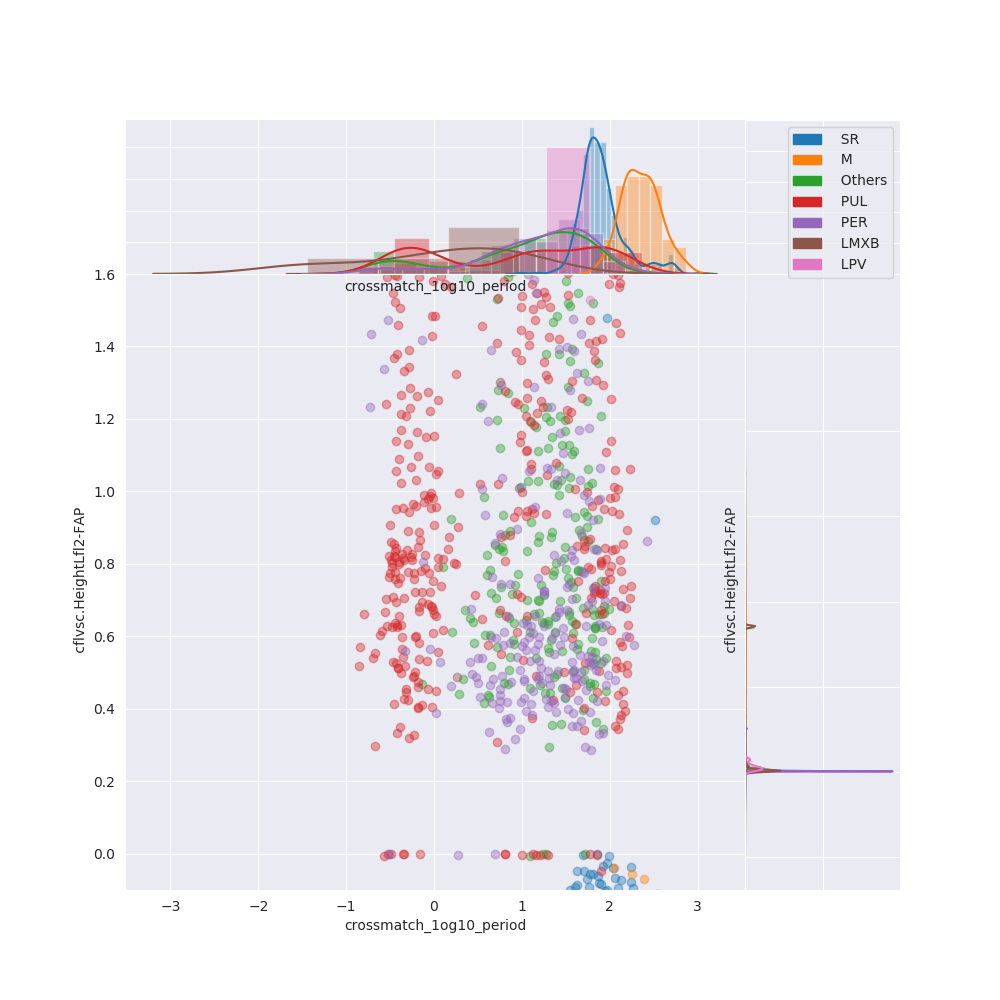 SR
M
Others
PUL
PER
LMXB
LPV
crossmatch_1og10_period
1.6
1.4
1.2
1.0
0.8
0.6
0.4
0.2
0.0
cflvsc.HeightLfl2-FAP
cflvsc.HeightLfl2-FAP
−3 −2 −1 0 1 2 3
crossmatch_1og10_period